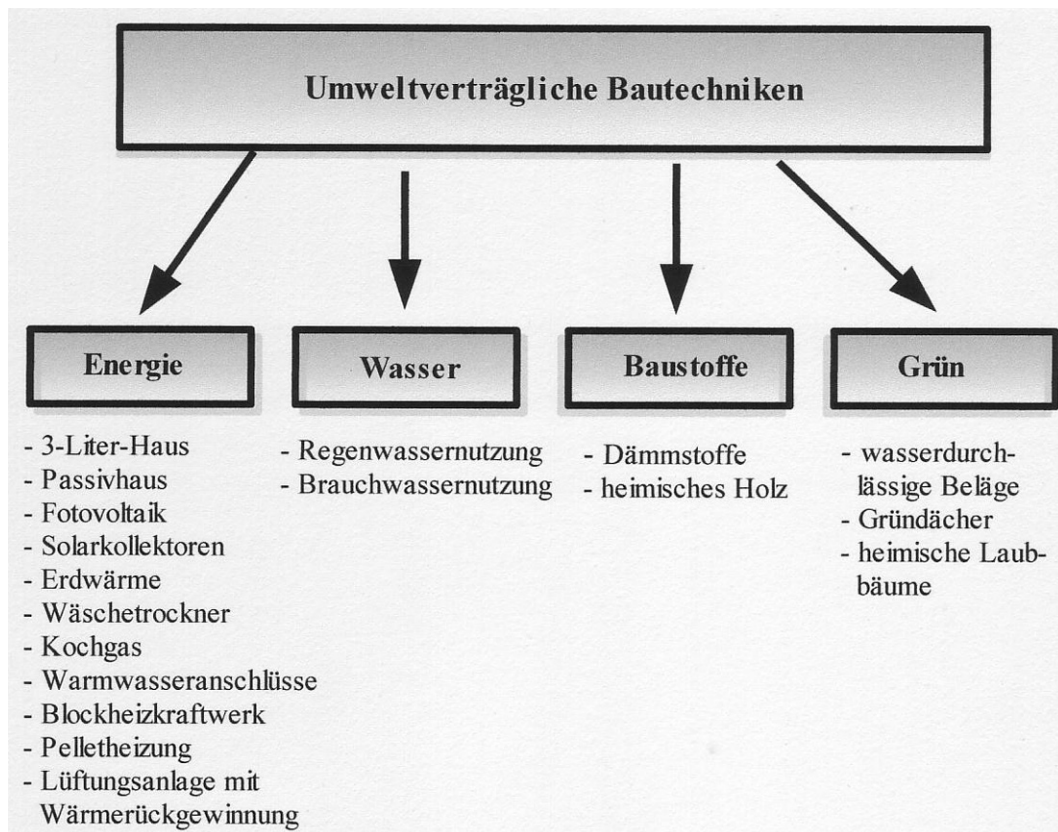 Umweltverträgliche Bautechniken
Energie
- 3-Liter-Haus
- Passivhaus
- Fotovoltaik
- Solarkollektoren
- Erdwärme
- Wäschetrockner
- Kochgas
- Warmwasseranschlüsse
- Blockheizkraftwerk
- Pelletheizung
- Lüftungsanlage mit
Wärmerückgewinnung
Wasser
- Regenwassernutzung
- Brauchwassernutzung
Baustoffe
- Dämmstoffe
- heimisches Holz
Grün
- wasserdurch-
lässige Beläge
- Gründächer
- heimische Laub-
bäume